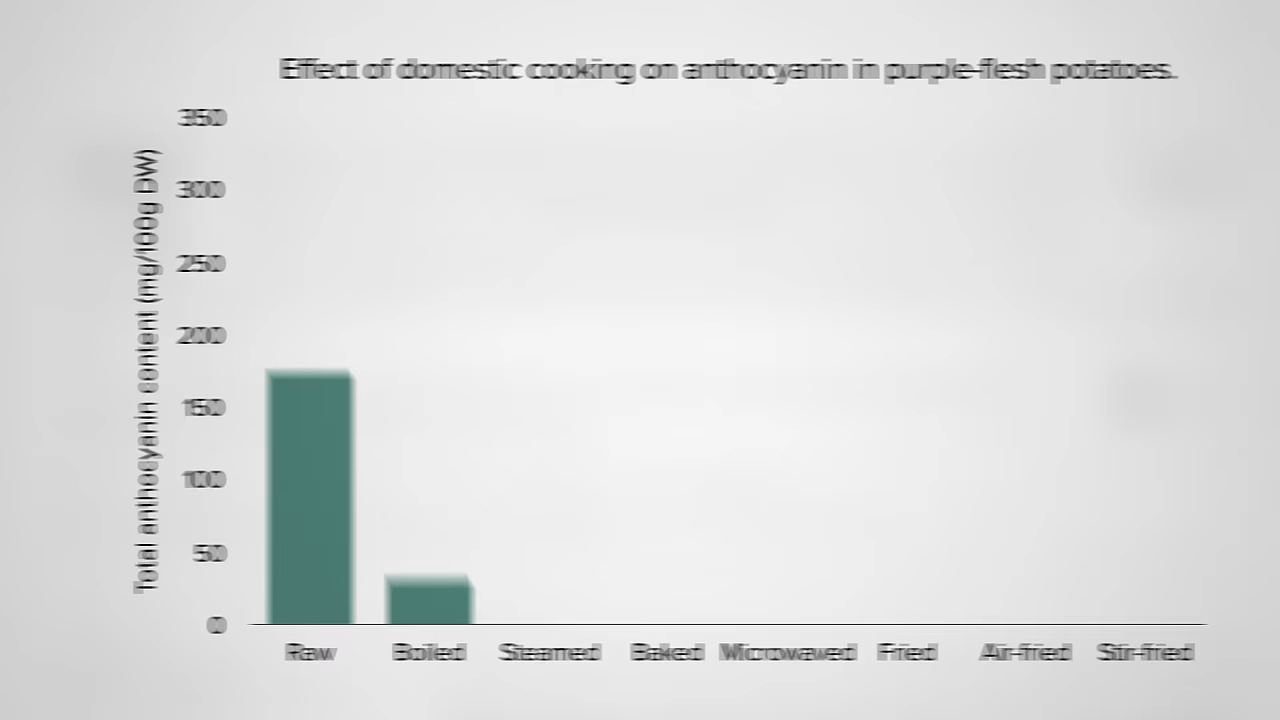 Effect of domestic cooking on anthocyanin in purple-flesh potatoes.
Total anthocyanin content (mg/100g DW)
350
300
250
200
150
100
50
0
Raw Boiled Steamed Baked Microwaved Fried Air-fried Stir-fried